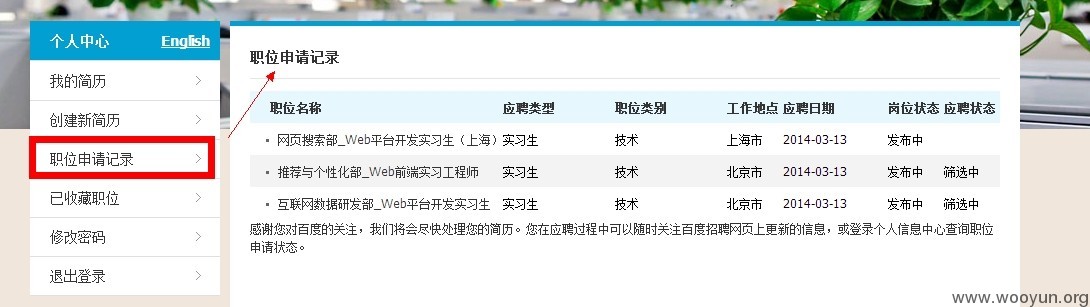 个人中心 English
我的简历
创建新简历
职位申请记录
已收藏职位
修改密码
退出登录
职位申请记录
职位名称 应聘类型 职位类别 工作地点 应聘日期 岗位状态 应聘状态
网页搜索部_Web平台开发实习生（上海） 实习生 技术 上海市 2014-03-13 发布中
推荐与个性化部_Web前端实习工程师 实习生 技术 北京市 2014-03-13 发布中 筛选中
互联网数据研发部_Web平台开发实习生 实习生 技术 北京市 2014-03-13 发布中 筛选中
感谢您对百度的关注，我们将会尽快处理您的简历。您在应聘过程中可以随时关注百度招聘网页上更新的信息，或登录个人信息中心查询职位
申请状态。
www.wooyun.org